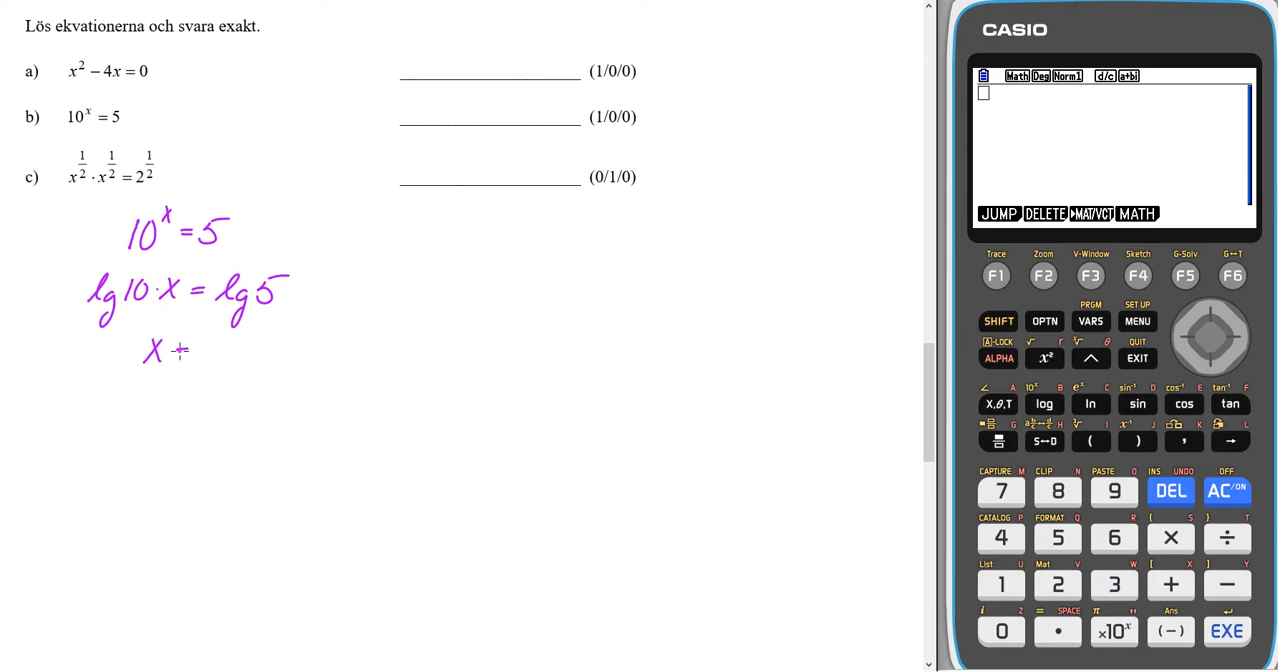 Lös ekvationerna och svara exakt.
a) x² − 4x = 0 ____________ (1/0/0)
b) 10ˣ = 5 ____________ (1/0/0)
c) x^(1/2) · x^(1/2) = 2^(1/2) ____________ (0/1/0)
10ˣ = 5
lg 10 · x = lg 5
x
CASIO
Math Deg Norm1 d/c a+bi
JUMP DELETE ▸MAT/VCT MATH
Trace Zoom V-Window Sketch G-Solv G↔T
F1 F2 F3 F4 F5 F6
PRGM SET UP
SHIFT OPTN VARS MENU
A-LOCK √ r ˣ√ θ QUIT
ALPHA x² ^ EXIT
∠ A 10ˣ B eˣ C sin⁻¹ D cos⁻¹ E tan⁻¹ F
X,θ,T log ln sin cos tan
G H ³√ I x⁻¹ J K L
S↔D ( ) , →
CAPTURE M CLIP N PASTE O INS UNDO OFF
7 8 9 DEL AC/ON
CATALOG P FORMAT Q R { S } T
4 5 6 × ÷
List U Mat V W [ X ] Y
1 2 3 + −
i Z = SPACE π " Ans ↵
0 • ×10ˣ (−) EXE